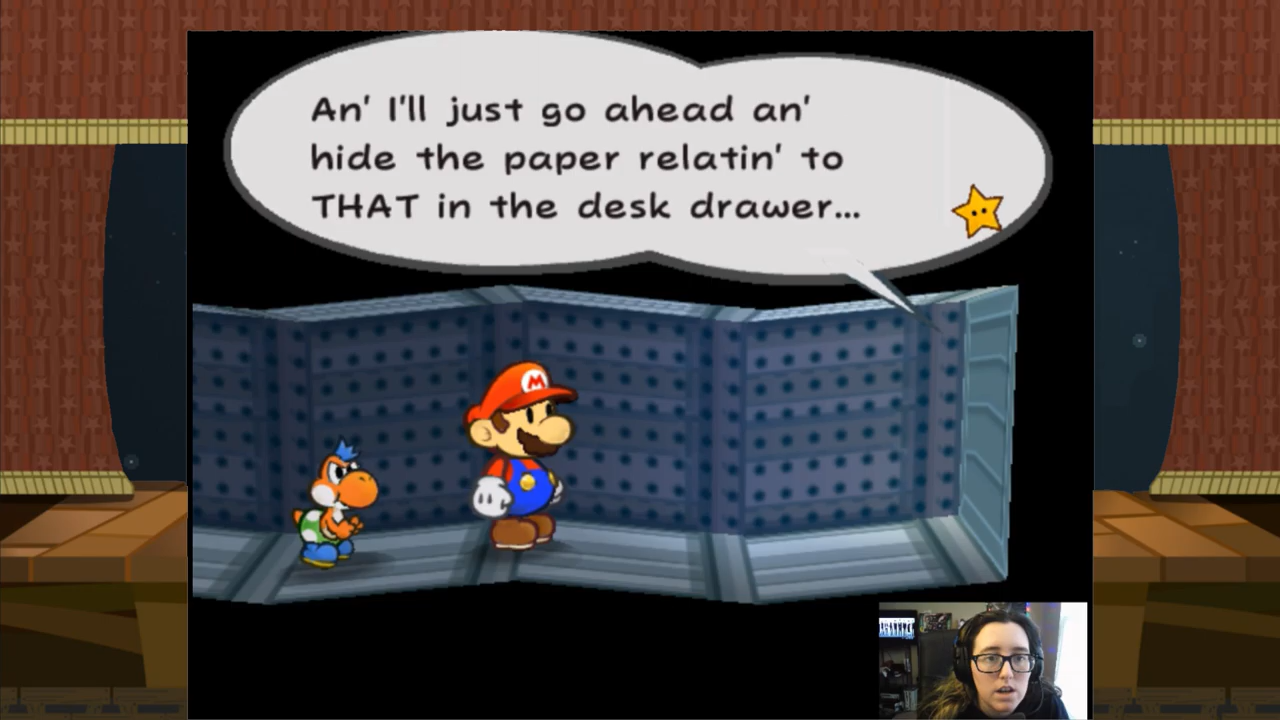 An' I'll just go ahead an'
hide the paper relatin' to
THAT in the desk drawer...
M